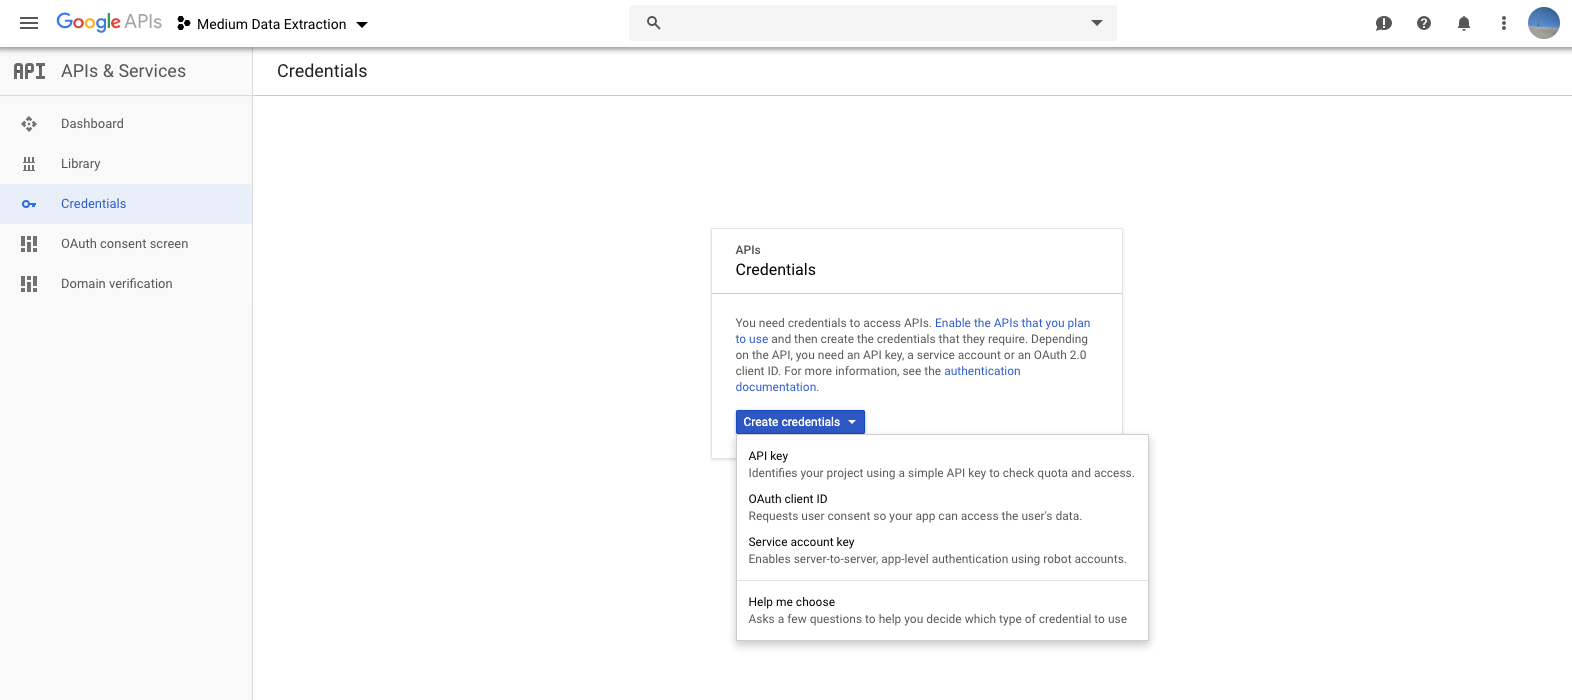 Google APIs
Medium Data Extraction
API
APIs & Services
Credentials
Dashboard
Library
Credentials
OAuth consent screen
Domain verification
APIs
Credentials
You need credentials to access APIs. Enable the APIs that you plan
to use and then create the credentials that they require. Depending
on the API, you need an API key, a service account or an OAuth 2.0
client ID. For more information, see the authentication
documentation.
Create credentials
API key
Identifies your project using a simple API key to check quota and access.
OAuth client ID
Requests user consent so your app can access the user's data.
Service account key
Enables server-to-server, app-level authentication using robot accounts.
Help me choose
Asks a few questions to help you decide which type of credential to use